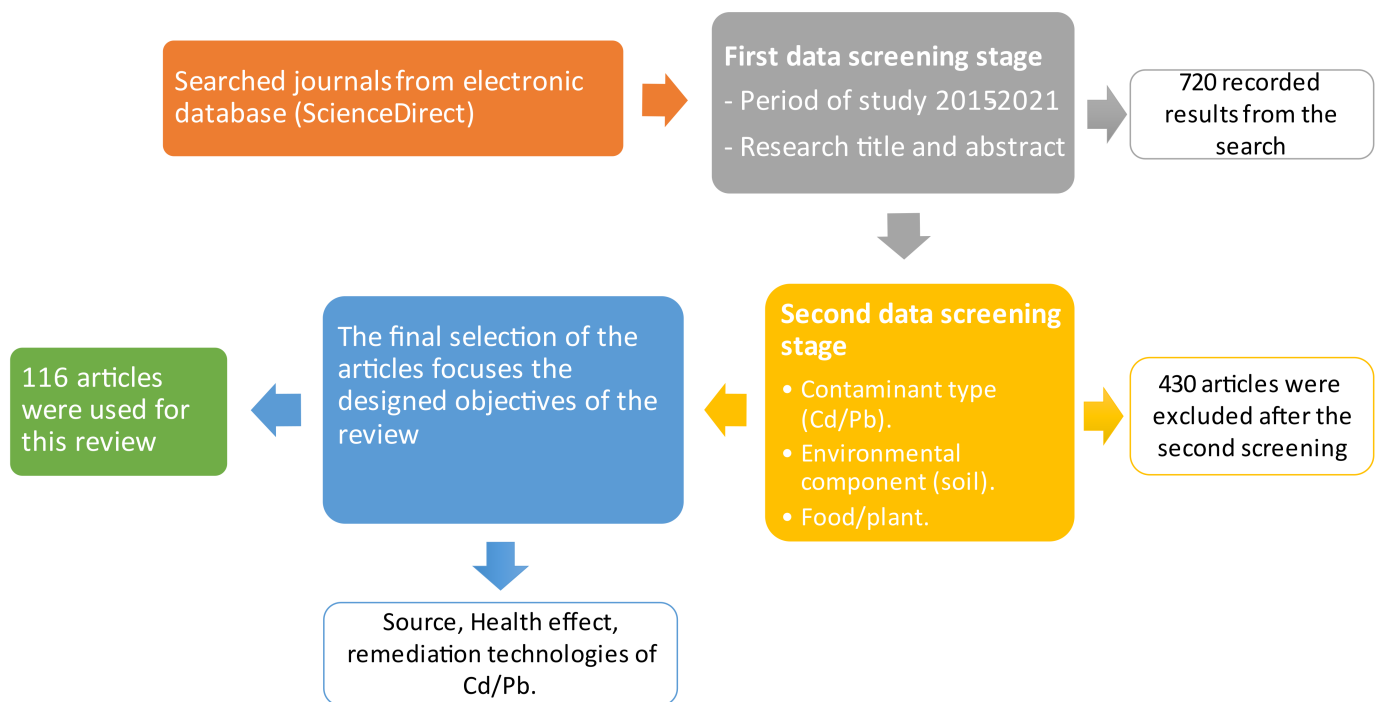 Searched journals from electronic
database (ScienceDirect)
First data screening stage
- Period of study 2015-2021
- Research title and abstract
720 recorded
results from the
search
Second data screening
stage
• Contaminant type
(Cd/Pb).
• Environmental
component (soil).
• Food/plant.
430 articles were
excluded after the
second screening
The final selection of the
articles focuses the
designed objectives of the
review
116 articles
were used for
this review
Source, Health effect,
remediation technologies of
Cd/Pb.